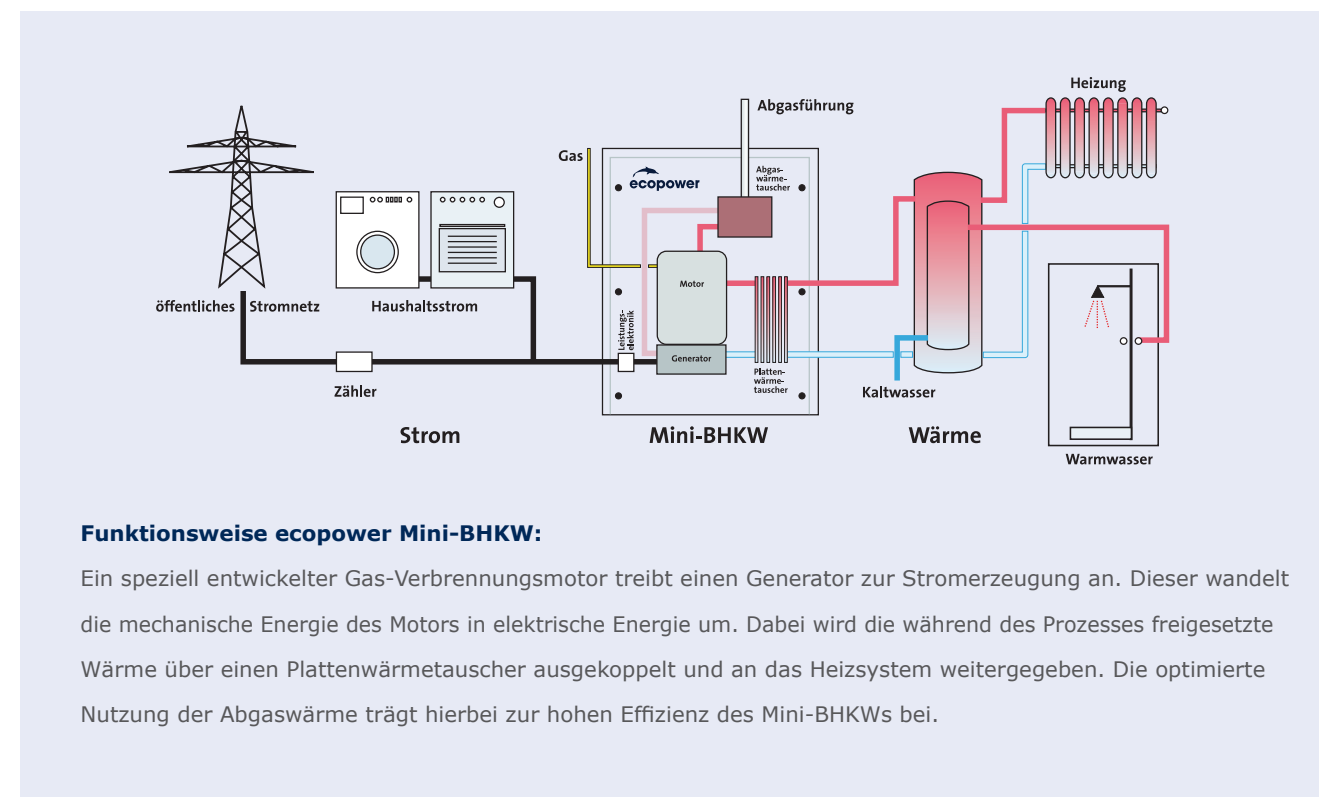 Heizung
Abgasführung
Gas
ecopower
Abgas-
wärme-
tauscher
Motor
öffentliches Stromnetz
Haushaltsstrom
Leistungs-
elektronik
Generator
Platten-
wärme-
tauscher
Zähler
Kaltwasser
Strom
Mini-BHKW
Wärme
Warmwasser
Funktionsweise ecopower Mini-BHKW:
Ein speziell entwickelter Gas-Verbrennungsmotor treibt einen Generator zur Stromerzeugung an. Dieser wandelt
die mechanische Energie des Motors in elektrische Energie um. Dabei wird die während des Prozesses freigesetzte
Wärme über einen Plattenwärmetauscher ausgekoppelt und an das Heizsystem weitergegeben. Die optimierte
Nutzung der Abgaswärme trägt hierbei zur hohen Effizienz des Mini-BHKWs bei.